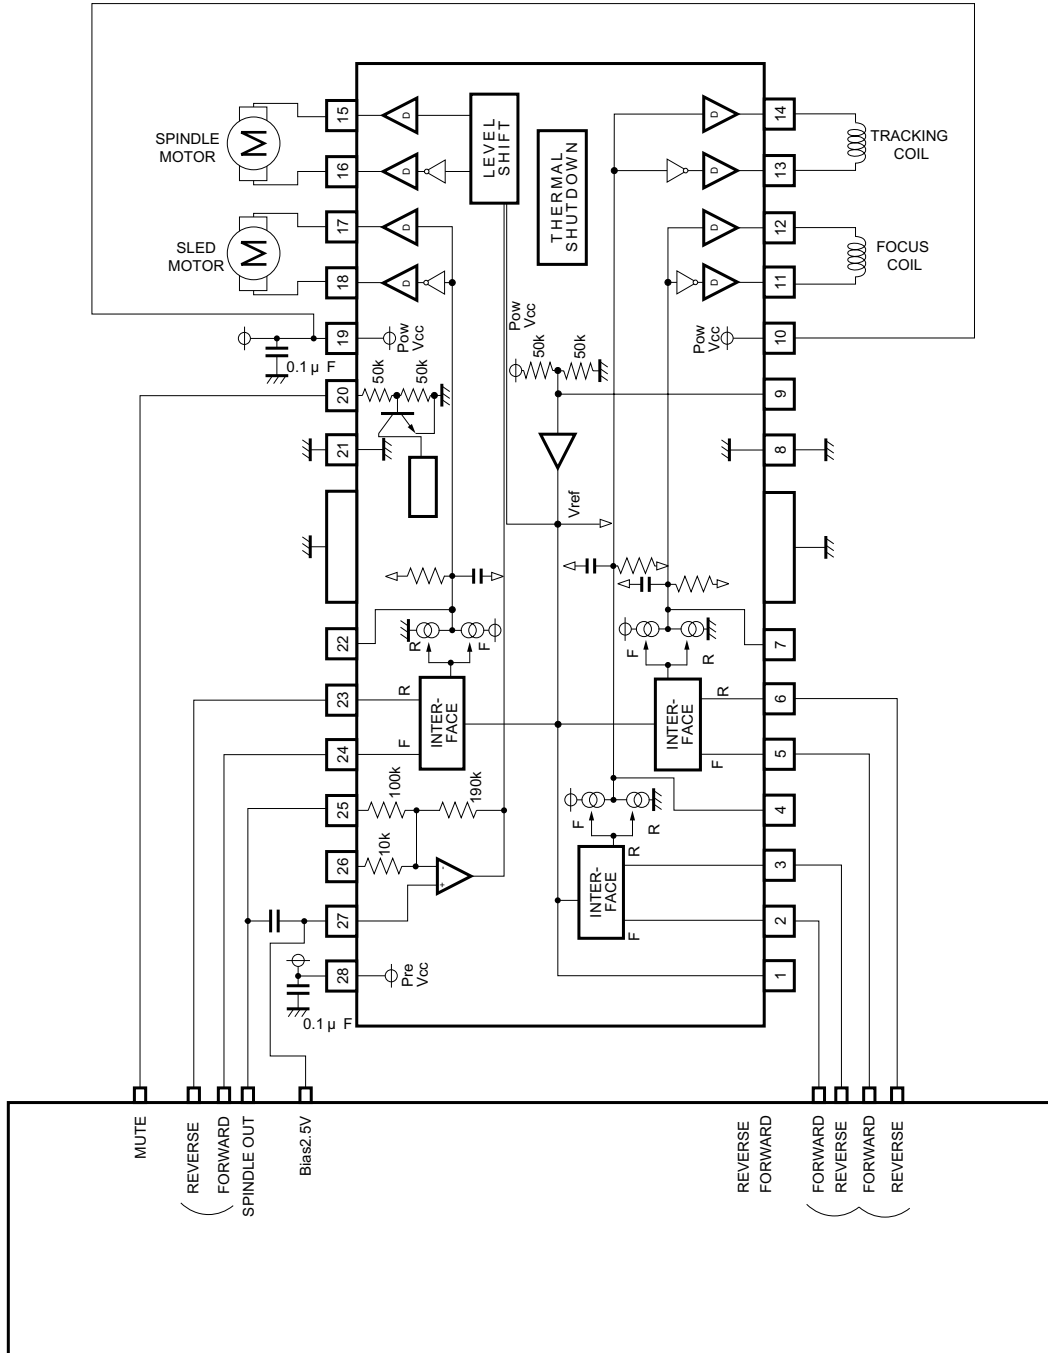 SPINDLE
MOTOR
SLED
MOTOR
TRACKING
COIL
FOCUS
COIL
15
16
17
18
19
20
21
22
23
24
25
26
27
28
14
13
12
11
10
9
8
7
6
5
4
3
2
1
D
D
D
D
D
D
D
D
LEVEL
SHIFT
THERMAL
SHUTDOWN
Pow
Vcc
Pow
Vcc
Pow
Vcc
0.1μ F
50k
50k
50k
50k
Vref
R
F
F
R
R
F
INTER-
FACE
INTER-
FACE
R
F
100k
190k
10k
-
+
F
R
R
INTER-
FACE
F
Pre
Vcc
0.1μ F
MUTE
REVERSE
FORWARD
SPINDLE OUT
Bias2.5V
REVERSE
FORWARD
FORWARD
REVERSE
FORWARD
REVERSE